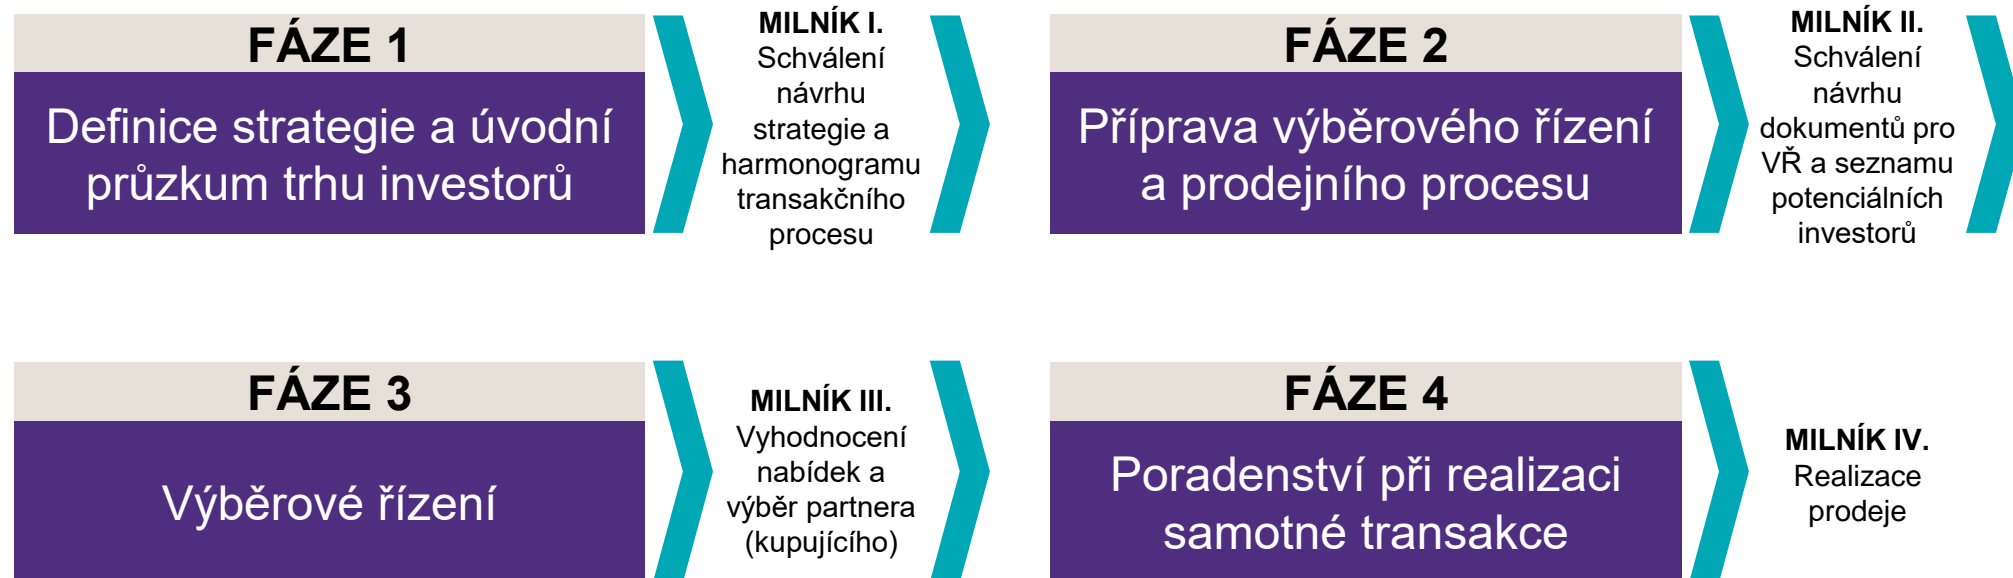 FÁZE 1
Definice strategie a úvodní
průzkum trhu investorů
MILNÍK I.
Schválení
návrhu
strategie a
harmonogramu
transakčního
procesu
FÁZE 2
Příprava výběrového řízení
a prodejního procesu
MILNÍK II.
Schválení
návrhu
dokumentů pro
VŘ a seznamu
potenciálních
investorů
FÁZE 3
Výběrové řízení
MILNÍK III.
Vyhodnocení
nabídek a
výběr partnera
(kupujícího)
FÁZE 4
Poradenství při realizaci
samotné transakce
MILNÍK IV.
Realizace
prodeje